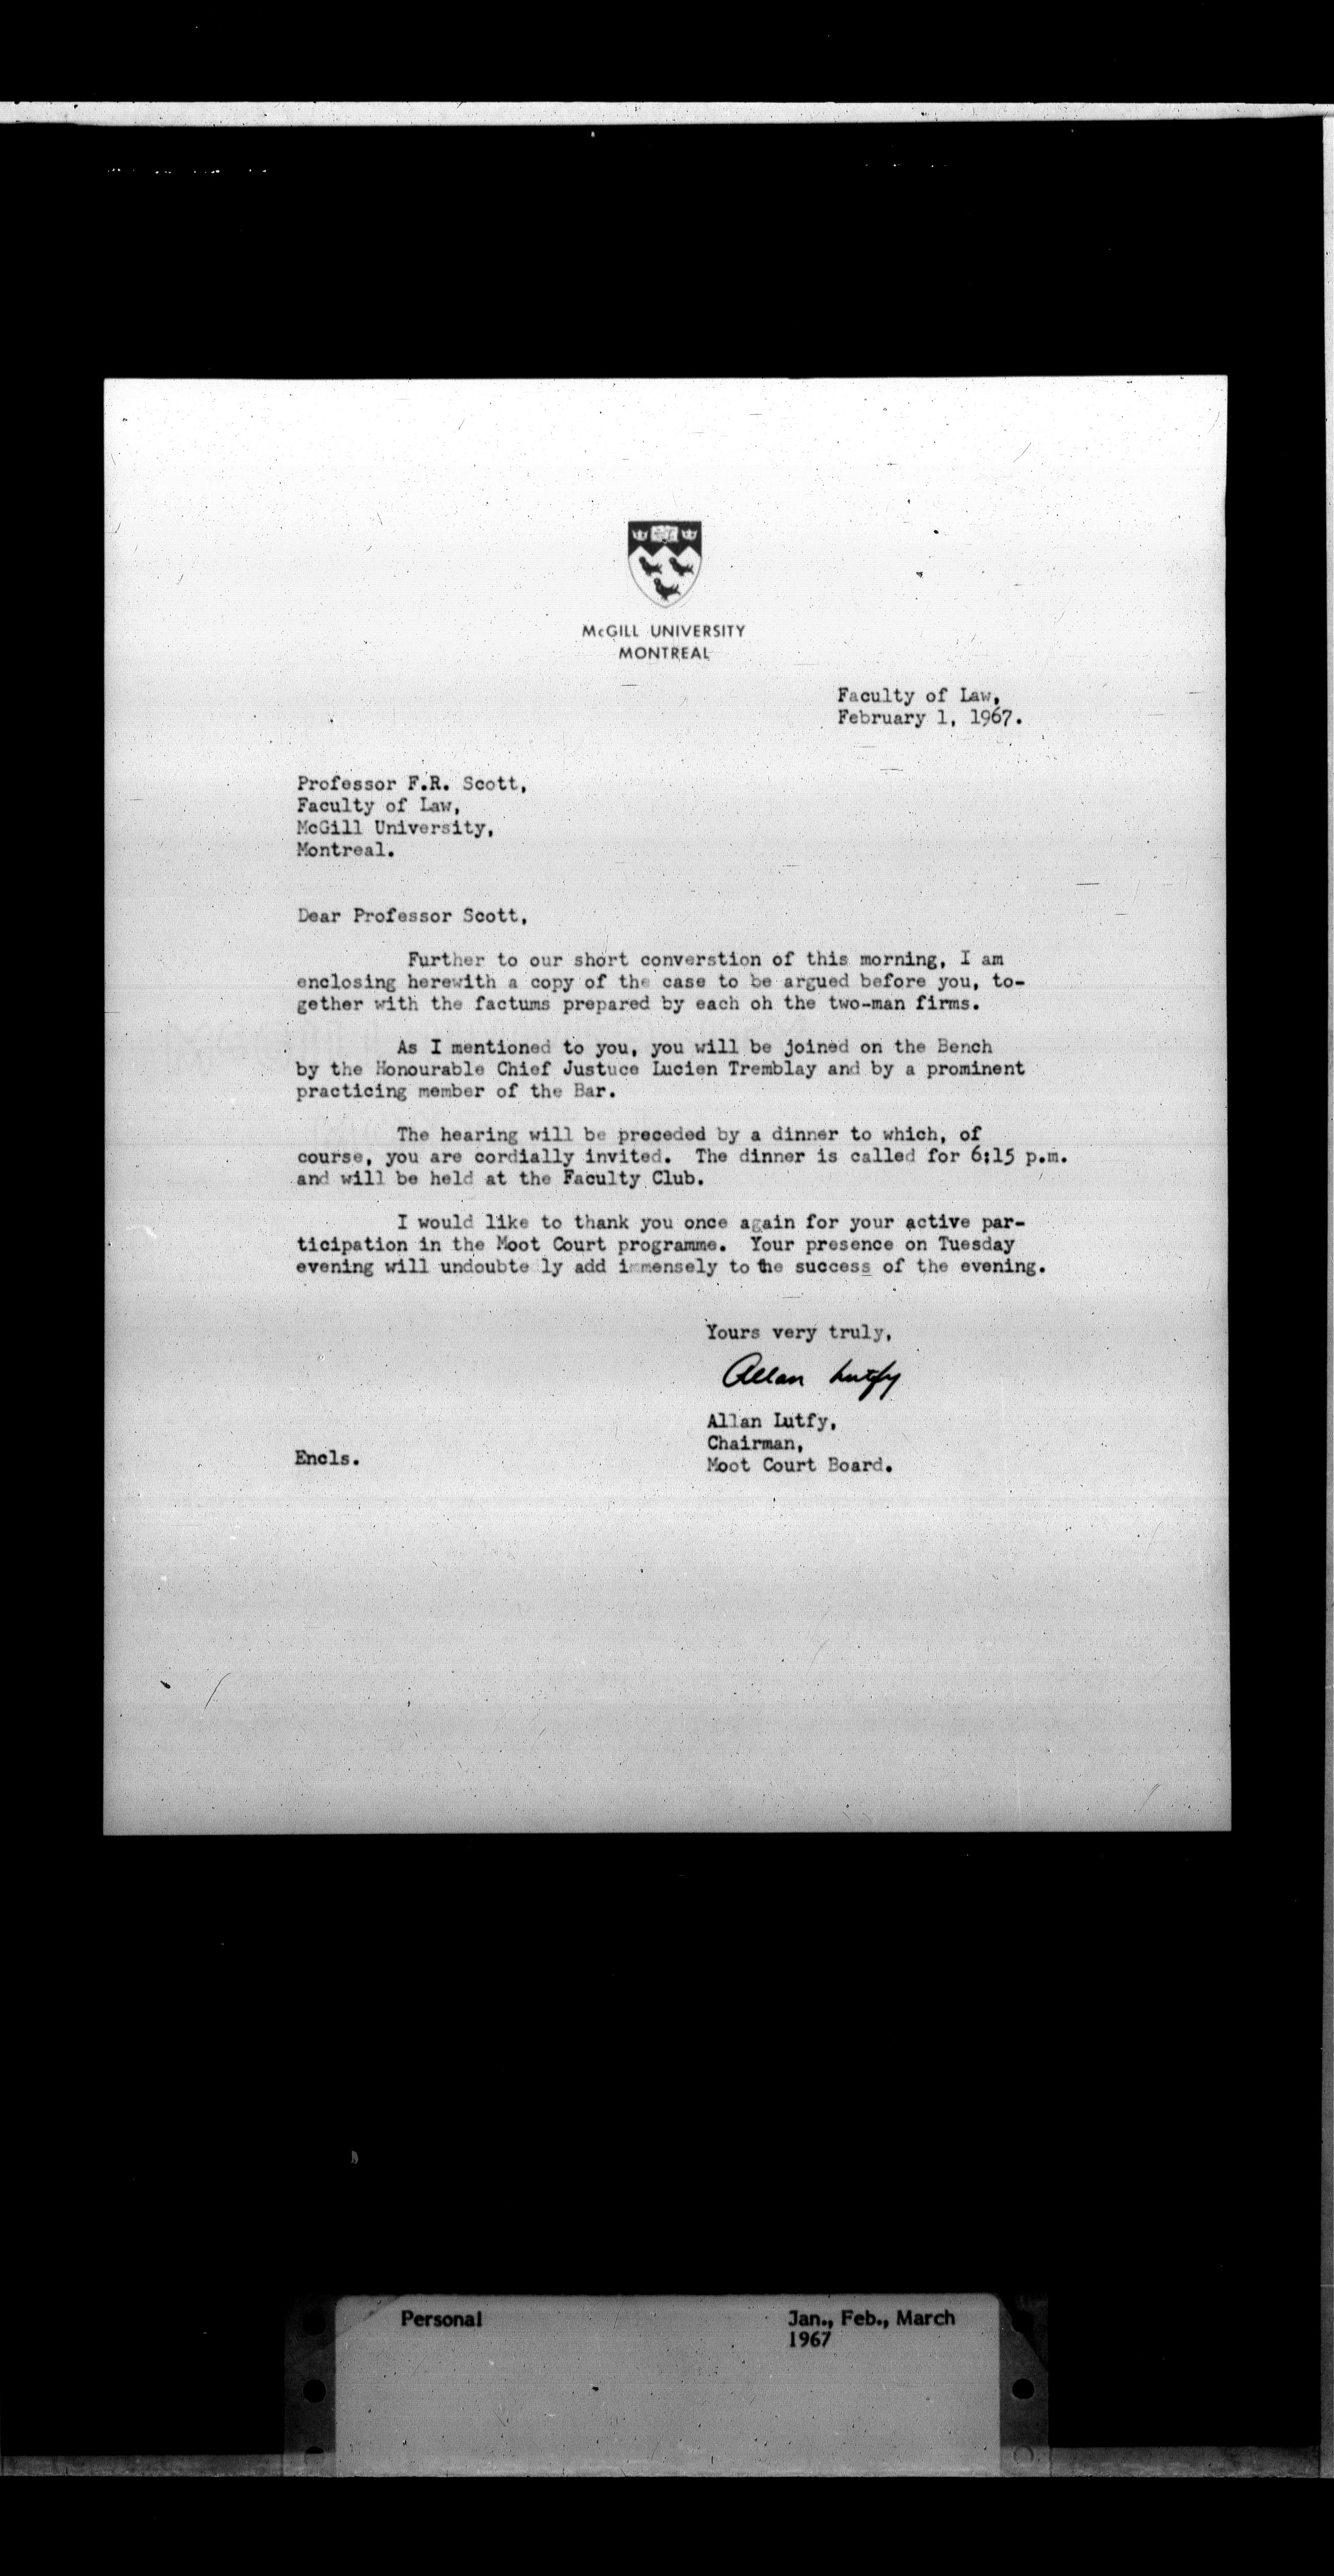 McGILL UNIVERSITY
MONTREAL
Faculty of Law,
February 1, 1967.
Professor F.R. Scott,
Faculty of Law,
McGill University,
Montreal.
Dear Professor Scott,
Further to our short converstion of this morning, I am
enclosing herewith a copy of the case to be argued before you, to-
gether with the factums prepared by each oh the two-man firms.
As I mentioned to you, you will be joined on the Bench
by the Honourable Chief Justuce Lucien Tremblay and by a prominent
practicing member of the Bar.
The hearing will be preceded by a dinner to which, of
course, you are cordially invited. The dinner is called for 6:15 p.m.
and will be held at the Faculty Club.
I would like to thank you once again for your active par-
ticipation in the Moot Court programme. Your presence on Tuesday
evening will undoubte ly add immensely to the success of the evening.
Yours very truly,
Allan Lutfy
Allan Lutfy,
Chairman,
Moot Court Board.
Encls.
Personal
Jan., Feb., March
1967